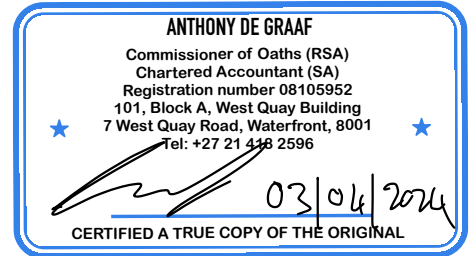 ANTHONY DE GRAAF
Commissioner of Oaths (RSA)
Chartered Accountant (SA)
Registration number 08105952
101, Block A, West Quay Building
7 West Quay Road, Waterfront, 8001
Tel: +27 21 418 2596
03/04/2024
CERTIFIED A TRUE COPY OF THE ORIGINAL